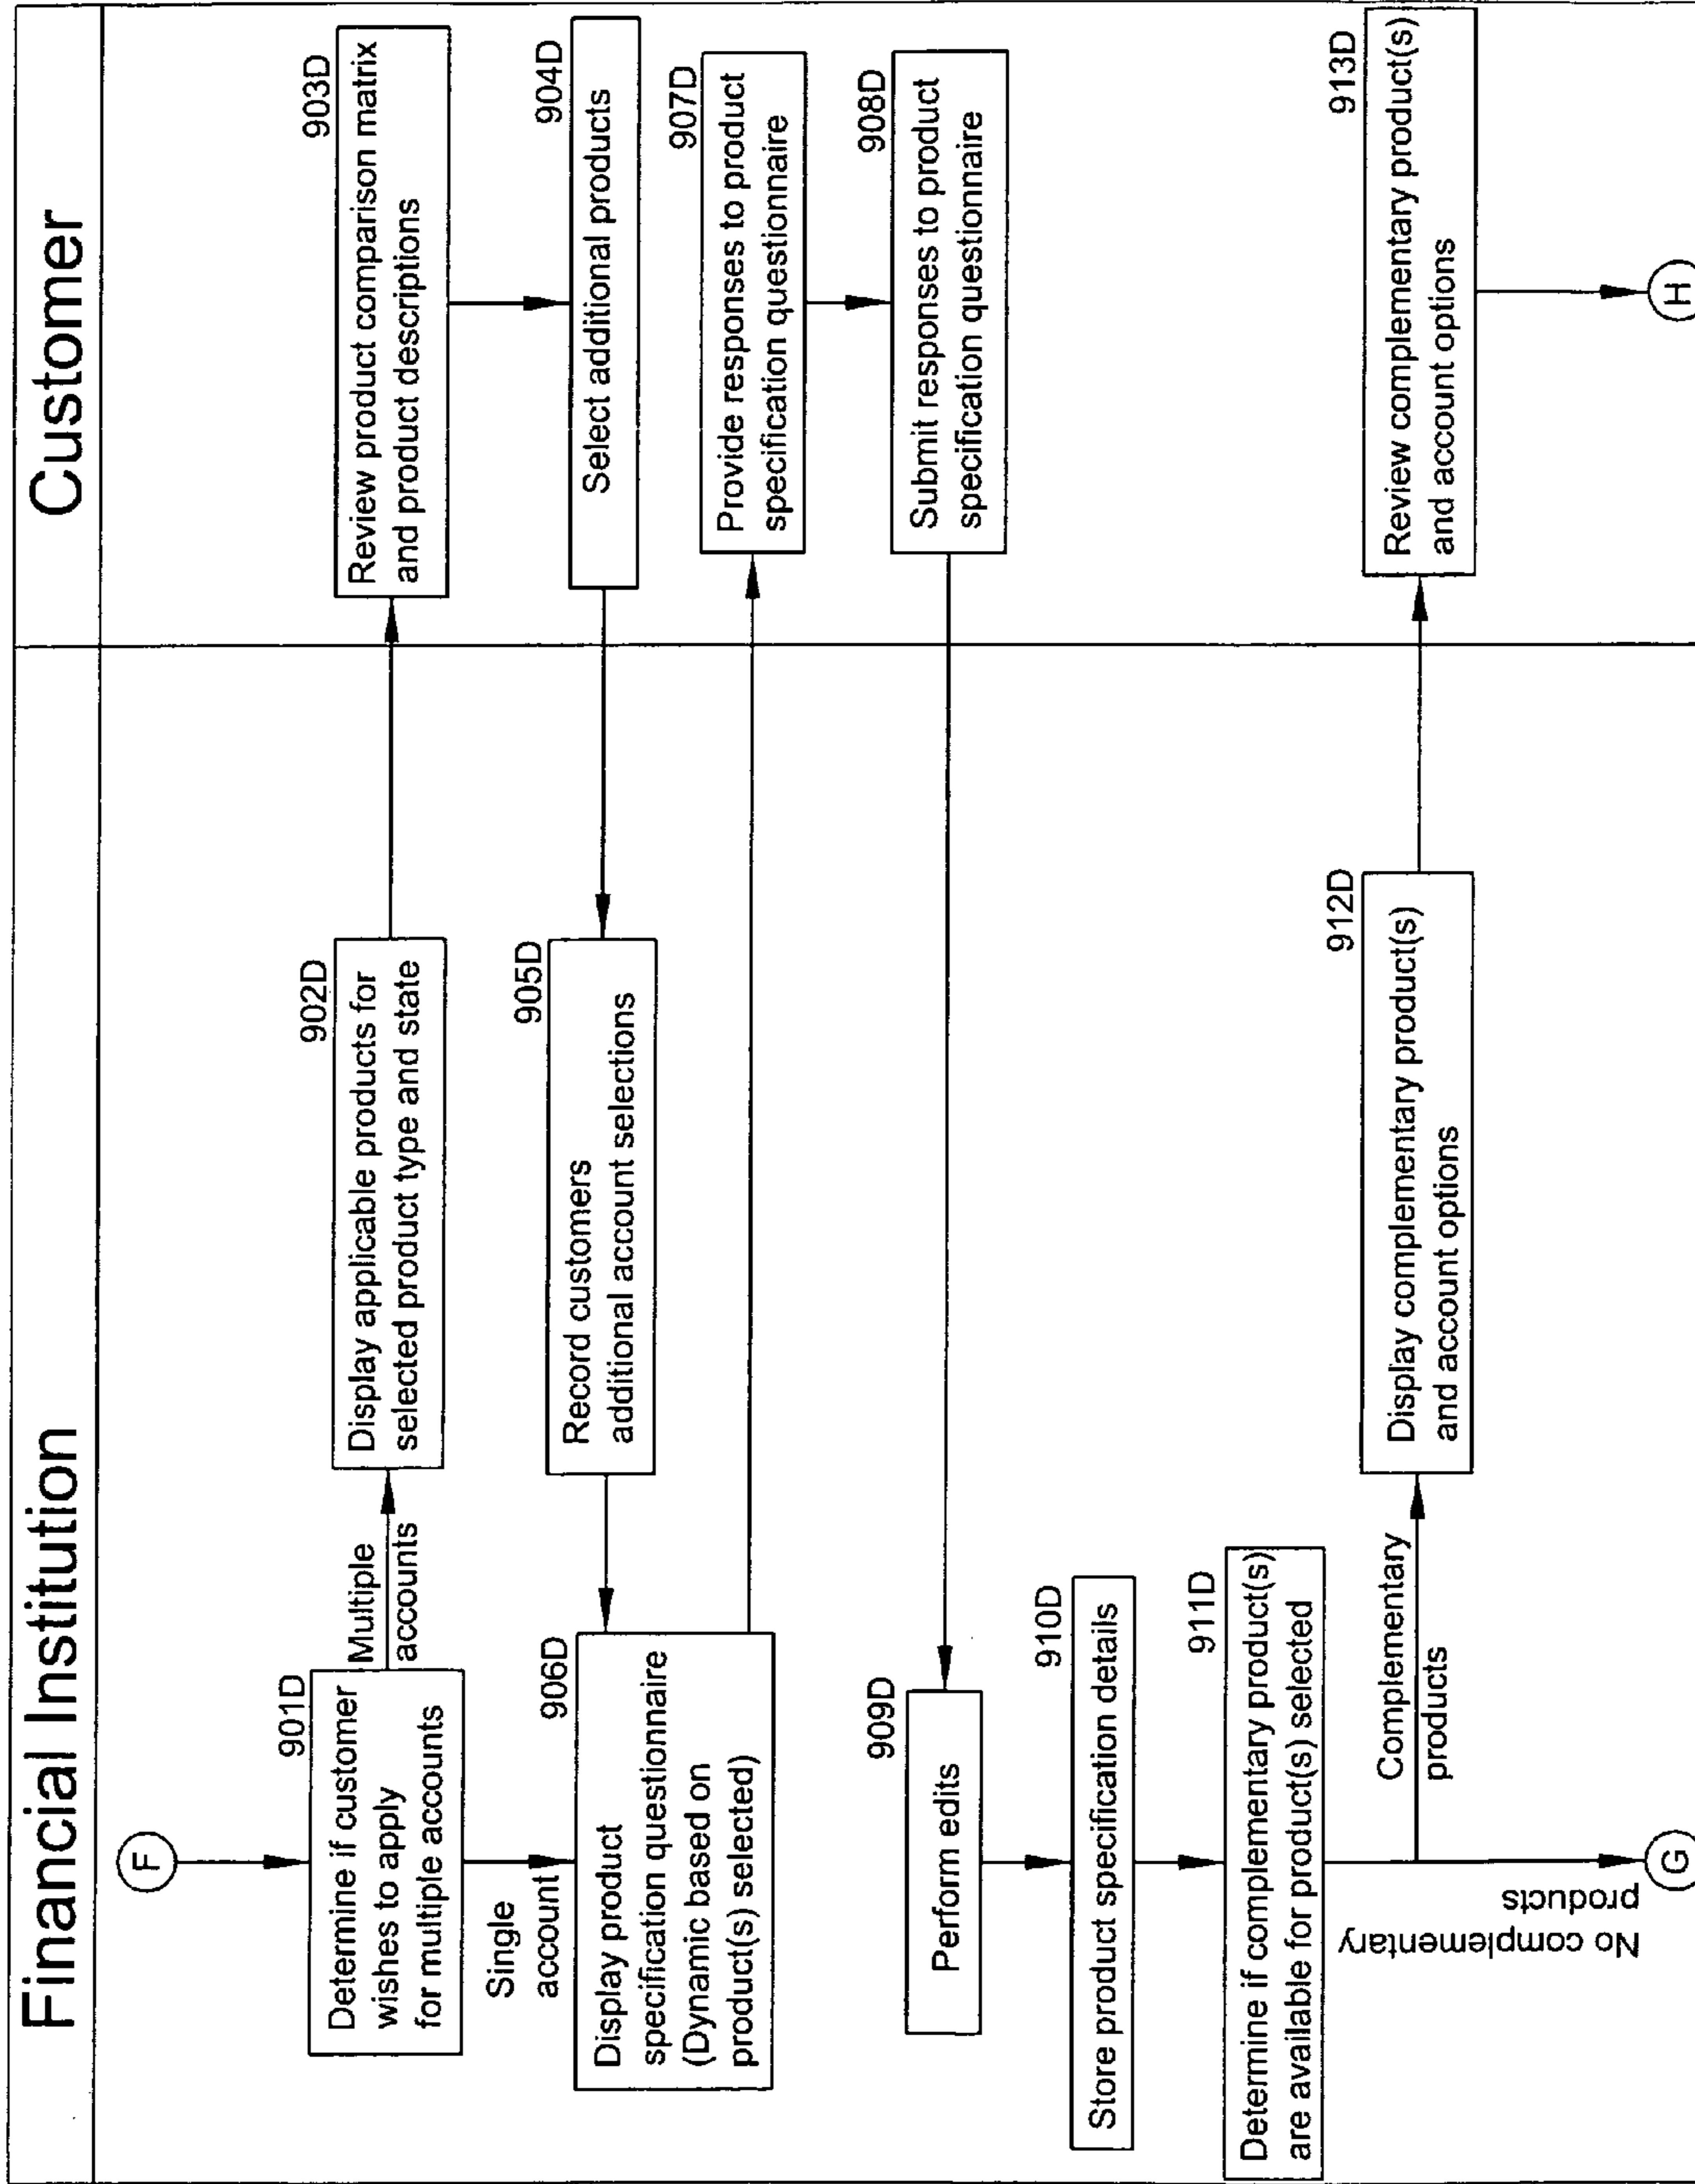 Financial Institution
Customer
F
901D
Determine if customer
wishes to apply
for multiple accounts
Multiple
accounts
902D
Display applicable products for
selected product type and state
903D
Review product comparison matrix
and product descriptions
904D
Select additional products
905D
Record customers
additional account selections
Single
account
906D
Display product
specification questionnaire
(Dynamic based on
product(s) selected)
907D
Provide responses to product
specification questionnaire
908D
Submit responses to product
specification questionnaire
909D
Perform edits
910D
Store product specification details
911D
Determine if complementary product(s)
are available for product(s) selected
Complementary
products
912D
Display complementary product(s)
and account options
913D
Review complementary product(s)
and account options
No complementary
products
G
H